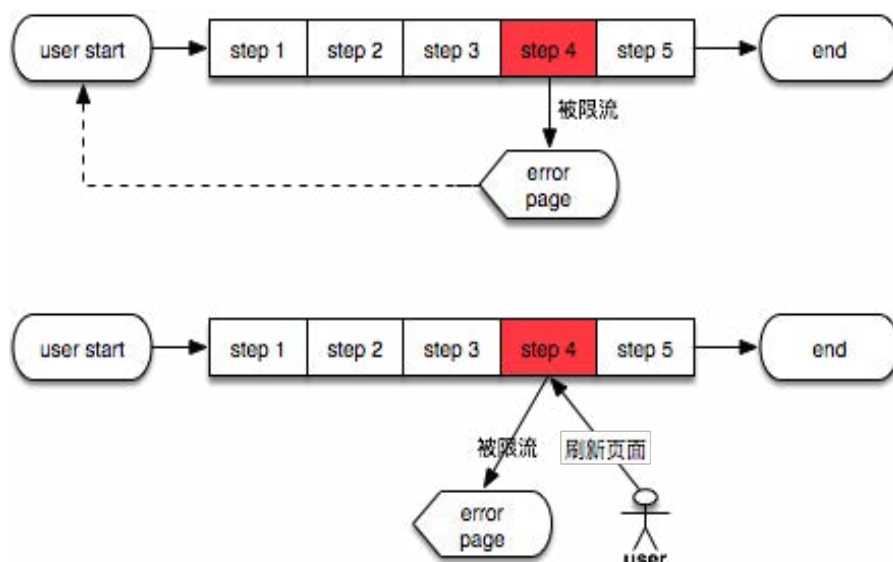 user start
step 1
step 2
step 3
step 4
step 5
end
被限流
error
page
user start
step 1
step 2
step 3
step 4
step 5
end
被限流
刷新页面
error
page
user